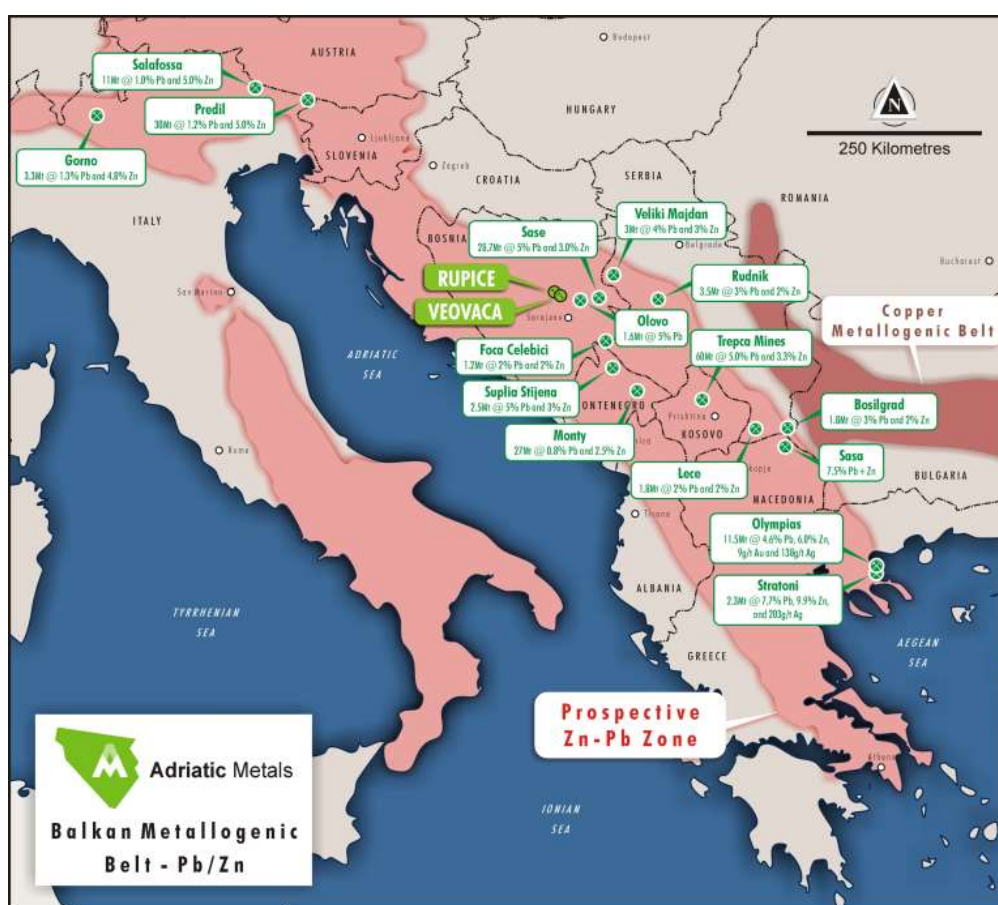 AUSTRIA
Budapest
Salafossa
11Mt @ 1.0% Pb and 5.0% Zn
N
Predil
30Mt @ 1.2% Pb and 5.0% Zn
HUNGARY
250 Kilometres
Ljubljana
SLOVENIA
Gorno
3.3Mt @ 1.3% Pb and 4.8% Zn
Zagreb
CROATIA
SERBIA
ROMANIA
ITALY
Veliki Majdan
3Mt @ 4% Pb and 3% Zn
Sase
28.7Mt @ 5% Pb and 3.0% Zn
BOSNIA
Belgrade
Bucharest
RUPICE
Rudnik
3.5Mt @ 3% Pb and 2% Zn
San Marino
VEOVACA
Sarajevo
Olovo
1.6Mt @ 5% Pb
Copper
Metallogenic Belt
Trepca Mines
60Mt @ 5.0% Pb and 3.3% Zn
Foca Celebici
1.2Mt @ 2% Pb and 2% Zn
ADRIATIC
SEA
Suplia Stijena
2.5Mt @ 5% Pb and 3% Zn
ONTENEGRO
Prishtina
KOSOVO
Bosilgrad
1.8Mt @ 3% Pb and 2% Zn
Monty
27Mt @ 0.8% Pb and 2.5% Zn
Rome
Sasa
7.5% Pb + Zn
Lece
1.8Mt @ 2% Pb and 2% Zn
kopje
BULGARIA
MACEDONIA
Tirana
Olympias
11.5Mt @ 4.6% Pb, 6.0% Zn,
9g/t Au and 138g/t Ag
ALBANIA
Stratoni
2.3Mt @ 7.7% Pb, 9.9% Zn,
and 203g/t Ag
TYRRHENIAN
SEA
AEGEAN
SEA
GREECE
Prospective
Zn-Pb Zone
Athens
Adriatic Metals
IONIAN
SEA
Balkan Metallogenic
Belt - Pb/Zn